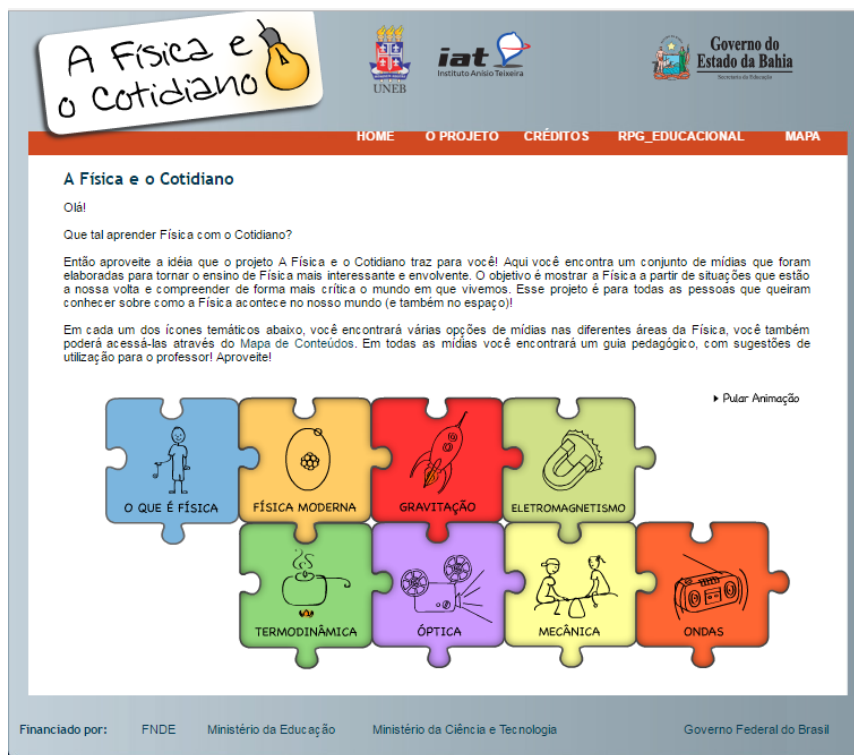 A Física e
o Cotidiano
UNEB
iat
Instituto Anísio Teixeira
Governo do
Estado da Bahia
Secretaria da Educação
HOME O PROJETO CRÉDITOS RPG_EDUCACIONAL MAPA
A Física e o Cotidiano
Olá!
Que tal aprender Física com o Cotidiano?
Então aproveite a idéia que o projeto A Física e o Cotidiano traz para você! Aqui você encontra um conjunto de mídias que foram
elaboradas para tornar o ensino de Física mais interessante e envolvente. O objetivo é mostrar a Física a partir de situações que estão
a nossa volta e compreender de forma mais crítica o mundo em que vivemos. Esse projeto é para todas as pessoas que queiram
conhecer sobre como a Física acontece no nosso mundo (e também no espaço)!
Em cada um dos ícones temáticos abaixo, você encontrará várias opções de mídias nas diferentes áreas da Física, você também
poderá acessá-las através do Mapa de Conteúdos. Em todas as mídias você encontrará um guia pedagógico, com sugestões de
utilização para o professor! Aproveite!
Pular Animação
O QUE É FÍSICA FÍSICA MODERNA GRAVITAÇÃO ELETROMAGNETISMO
TERMODINÂMICA ÓPTICA MECÂNICA ONDAS
Financiado por: FNDE Ministério da Educação Ministério da Ciência e Tecnologia Governo Federal do Brasil